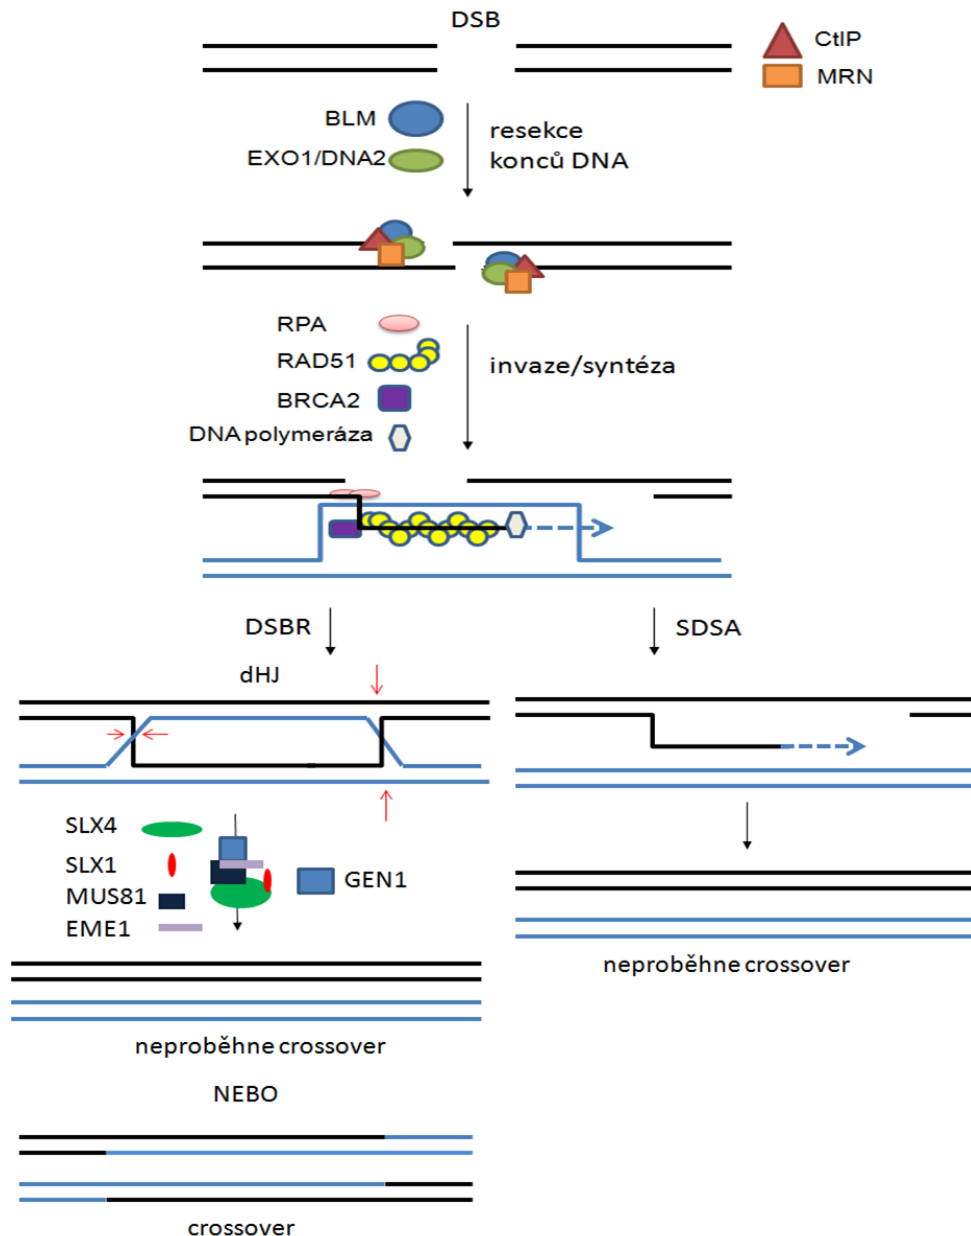 DSB
CtIP
MRN
BLM
EXO1/DNA2
resekce
konců DNA
RPA
RAD51
BRCA2
DNA polymeráza
invaze/syntéza
DSBR
SDSA
dHJ
SLX4
SLX1
MUS81
EME1
GEN1
neproběhne crossover
neproběhne crossover
NEBO
crossover